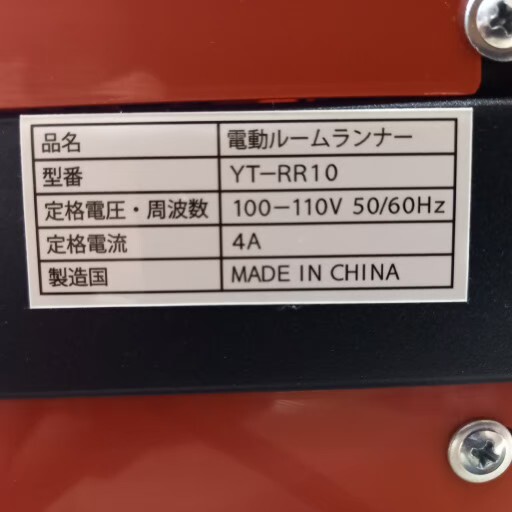 品名 電動ルームランナー
型番 YT-RR10
定格電圧・周波数 100-110V 50/60Hz
定格電流 4A
製造国 MADE IN CHINA